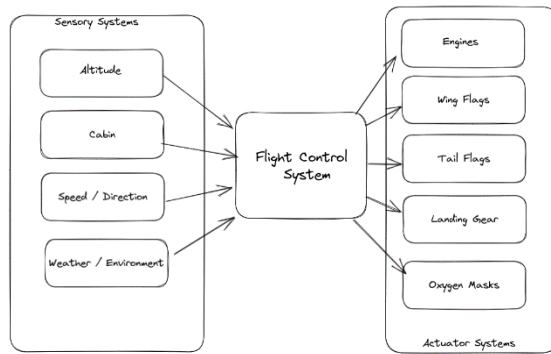 Sensory Systems
Altitude
Cabin
Speed / Direction
Weather / Environment
Flight Control
System
Engines
Wing Flags
Tail Flags
Landing Gear
Oxygen Masks
Actuator Systems